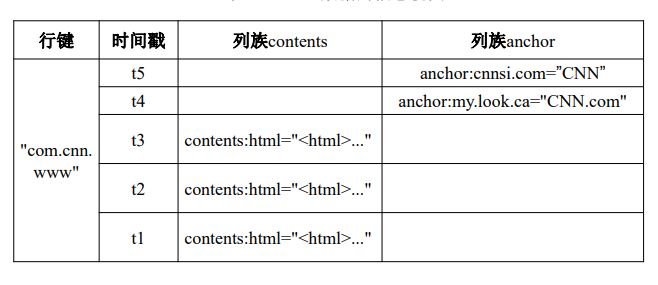 行键 时间戳 列族contents 列族anchor
t5 anchor:cnnsi.com=”CNN”
t4 anchor:my.look.ca="CNN.com"
"com.cnn.
www"
t3 contents:html="<html>..."
t2 contents:html="<html>..."
t1 contents:html="<html>..."